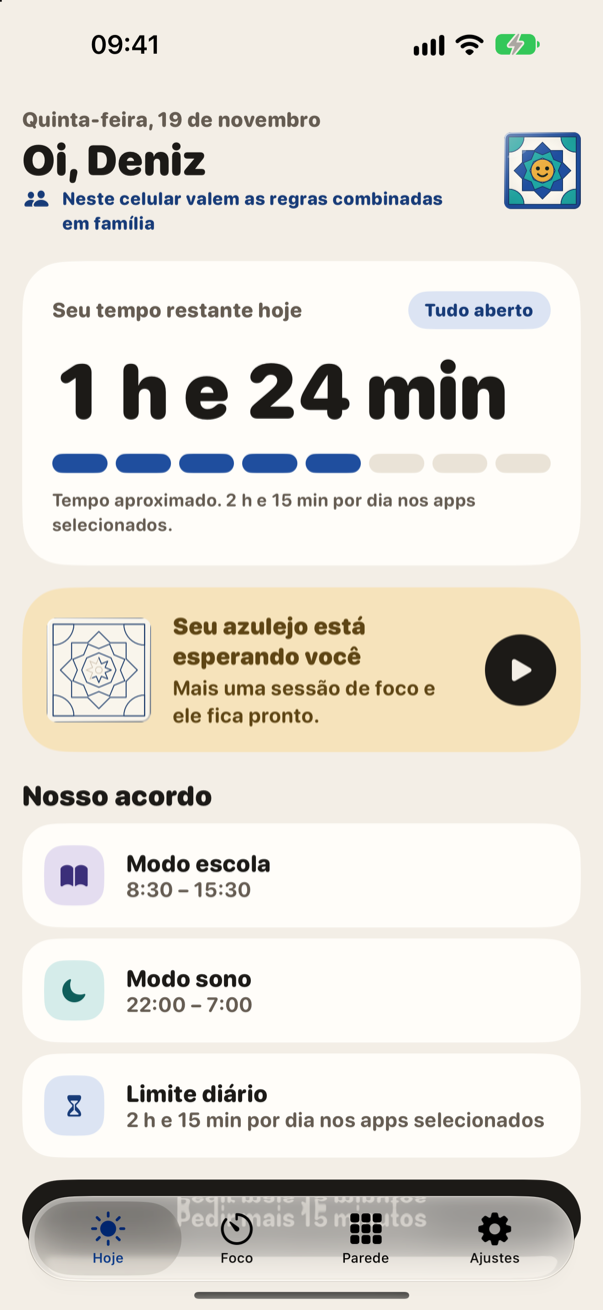 09:41
Quinta-feira, 19 de novembro
Oi, Deniz
Neste celular valem as regras combinadas
em família
Seu tempo restante hoje
Tudo aberto
1 h e 24 min
Tempo aproximado. 2 h e 15 min por dia nos apps
selecionados.
Seu azulejo está
esperando você
Mais uma sessão de foco e
ele fica pronto.
Nosso acordo
Modo escola
8:30 – 15:30
Modo sono
22:00 – 7:00
Limite diário
2 h e 15 min por dia nos apps selecionados
Pedir mais 15 minutos
Hoje
Foco
Parede
Ajustes